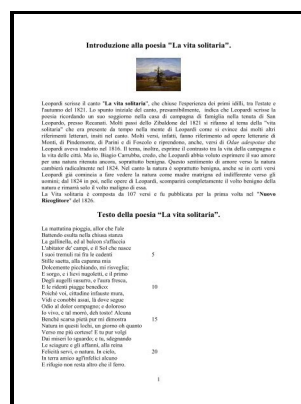 Introduzione alla poesia "La vita solitaria".
Leopardi scrisse il canto "La vita solitaria", che chiuse l'esperienza dei primi idilli, tra l'estate e
l'autunno del 1821. Lo spunto iniziale del canto, presumibilmente, indica che Leopardi scrisse la
poesia ricordando un suo soggiorno nella casa di campagna di famiglia nella tenuta di San
Leopardo, presso Recanati. Molti passi dello Zibaldone del 1821 si rifanno al tema della "vita
solitaria" che era presente da tempo nella mente di Leopardi come si evince dai molti altri
riferimenti letterari, insiti nel canto. Molti versi, infatti, fanno riferimento ad opere letterarie di
Monti, di Pindemonte, di Parini e di Foscolo e riprendono, anche, versi di Odae adespotae che
Leopardi aveva tradotto nel 1816. Il tema, inoltre, esprime il contrasto tra la vita della campagna e
la vita delle città. Ma io, Biagio Carrubba, credo, che Leopardi abbia voluto esprimere il suo amore
per una natura ritenuta ancora, soprattutto benigna. Questo sentimento di amore verso la natura
cambierà radicalmente nel 1824. Nel canto la natura è soprattutto benigna, anche se in certi versi
Leopardi già comincia a fare vedere la natura come madre matrigna ed indifferente verso gli
uomini; dal 1824 in poi, nelle opere di Leopardi, scomparirà completamente il volto benigno della
natura e rimarrà solo il volto maligno di essa.
La Vita solitaria è composta da 107 versi e fu pubblicata per la prima volta nel "Nuovo
Ricoglitore" del 1826.
Testo della poesia "La vita solitaria".
La mattutina pioggia, allor che l'ale
Battendo esulta nella chiusa stanza
La gallinella, ed al balcon s'affaccia
L'abitator de' campi, e il Sol che nasce
I suoi tremuli rai fra le cadenti 5
Stille saetta, alla capanna mia
Dolcemente picchiando, mi risveglia;
E sorgo, e i lievi nugoletti, e il primo
Degli augelli susurro, e l'aura fresca,
E le ridenti piagge benedico: 10
Poiché voi, cittadine infauste mura,
Vidi e conobbi assai, là dove segue
Odio al dolor compagno; e doloroso
Io vivo, e tal morrò, deh tosto! Alcuna
Benché scarsa pietà pur mi dimostra 15
Natura in questi lochi, un giorno oh quanto
Verso me più cortese! E tu pur volgi
Dai miseri lo sguardo; e tu, sdegnando
Le sciagure e gli affanni, alla reina
Felicità servi, o natura. In cielo, 20
In terra amico agl'infelici alcuno
E rifugio non resta altro che il ferro.
1